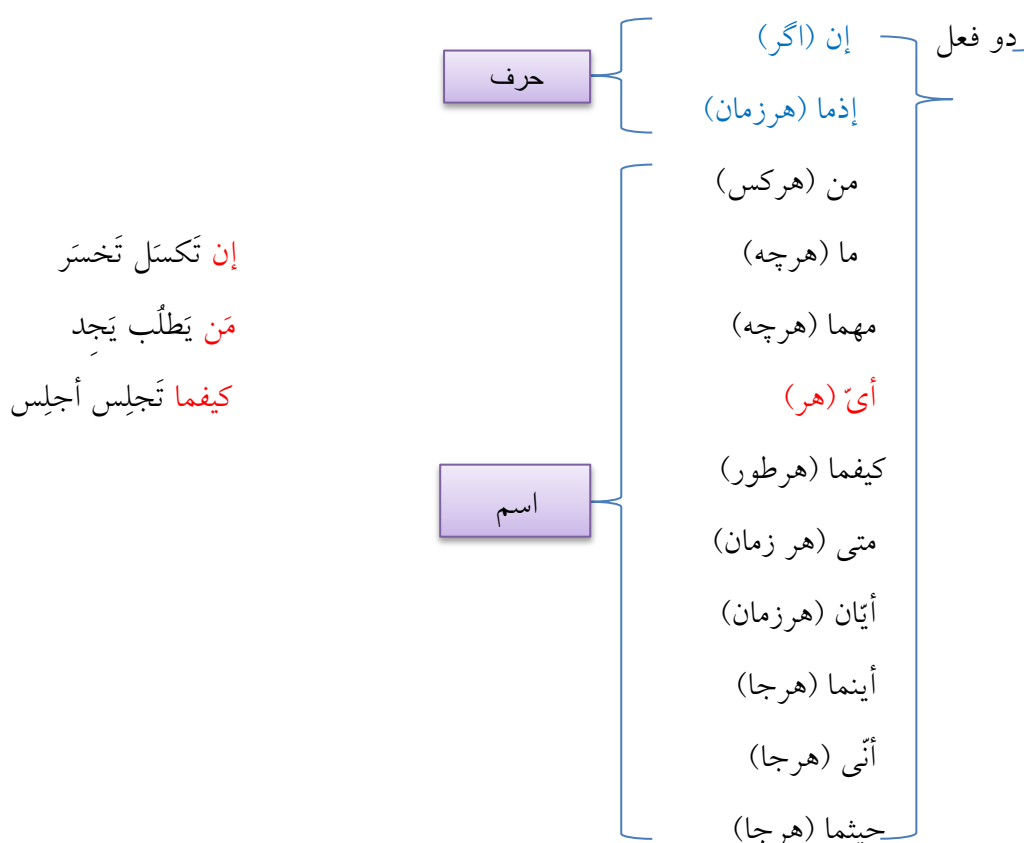 دو فعل
إن (اگر)
إذما (هرزمان)
حرف
من (هرکس)
ما (هرچه)
مهما (هرچه)
أیّ (هر)
کیفما (هرطور)
متی (هر زمان)
أیّان (هرزمان)
أینما (هرجا)
أنّی (هرجا)
حیثما (هرجا)
اسم
إن تَکسَل تَخسَر
مَن یَطلُب یَجِد
کیفما تَجلِس أجلِس